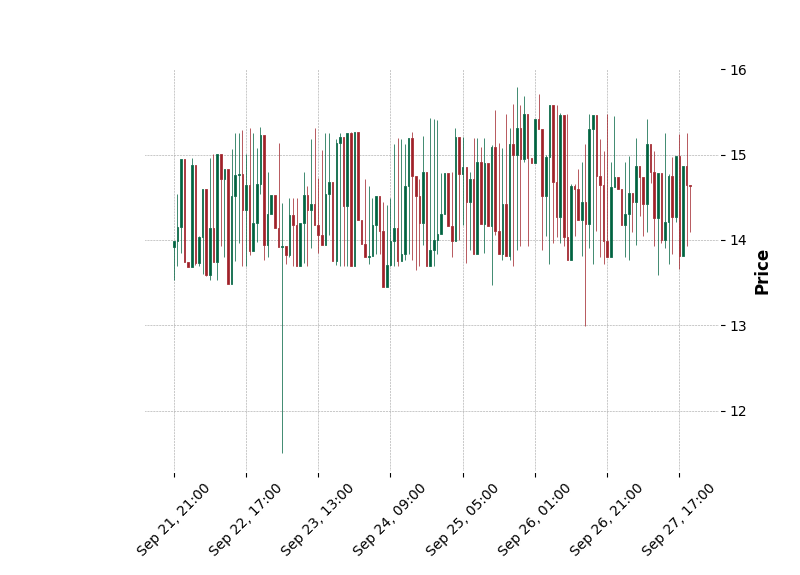 16
15
14
13
12
Price
Sep 21, 21:00
Sep 22, 17:00
Sep 23, 13:00
Sep 24, 09:00
Sep 25, 05:00
Sep 26, 01:00
Sep 26, 21:00
Sep 27, 17:00